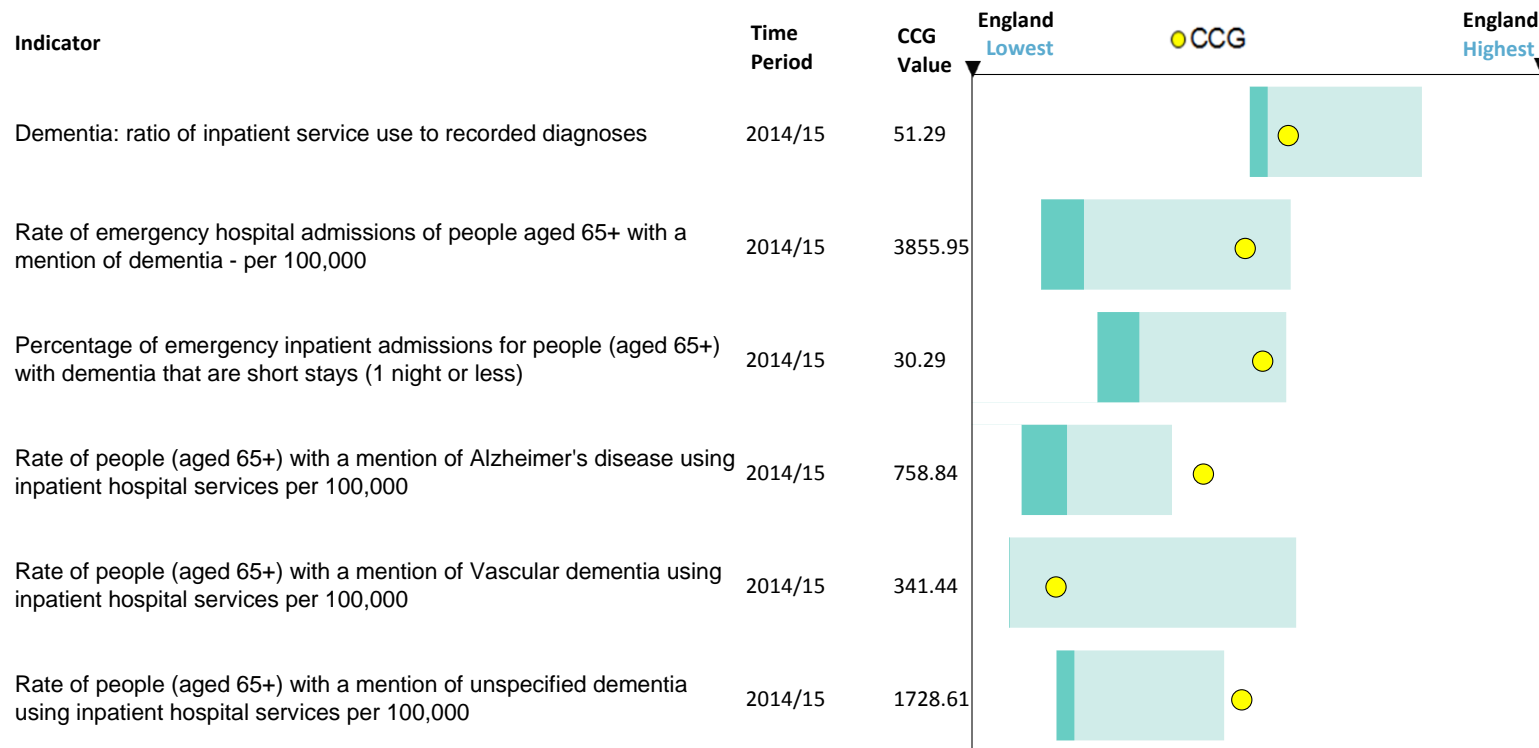 Indicator
Time
Period
CCG
Value
England
Lowest
CCG
England
Highest
Dementia: ratio of inpatient service use to recorded diagnoses 2014/15 51.29
Rate of emergency hospital admissions of people aged 65+ with a
mention of dementia - per 100,000
2014/15 3855.95
Percentage of emergency inpatient admissions for people (aged 65+)
with dementia that are short stays (1 night or less)
2014/15 30.29
Rate of people (aged 65+) with a mention of Alzheimer's disease using
inpatient hospital services per 100,000
2014/15 758.84
Rate of people (aged 65+) with a mention of Vascular dementia using
inpatient hospital services per 100,000
2014/15 341.44
Rate of people (aged 65+) with a mention of unspecified dementia
using inpatient hospital services per 100,000
2014/15 1728.61